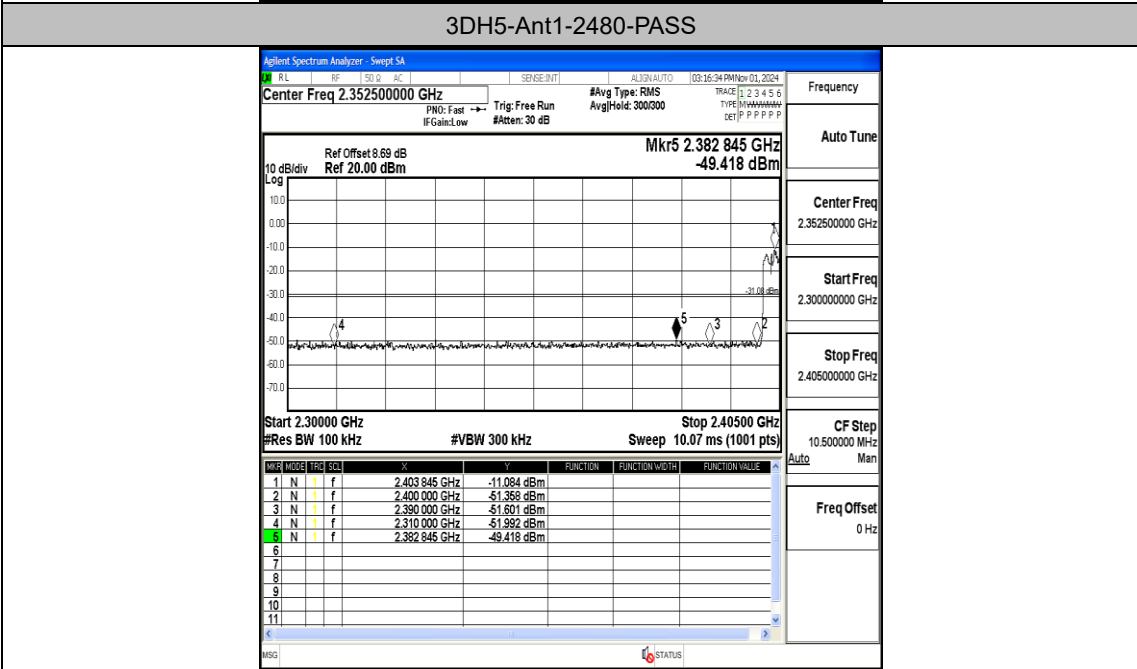 3DH5-Ant1-2480-PASS
Agilent Spectrum Analyzer - Swept SA
RL RF 50 Ω AC SENSE:INT ALIGN AUTO 03:16:34 PM Nov 01, 2024
Center Freq 2.352500000 GHz
#Avg Type: RMS
TRACE 1 2 3 4 5 6
PNO: Fast
Trig: Free Run
Avg|Hold: 300/300
TYPE
IFGain:Low
#Atten: 30 dB
DET P P P P P P
Mkr5 2.382 845 GHz
-49.418 dBm
Ref Offset 8.69 dB
10 dB/div Ref 20.00 dBm
Log
10.0
0.00
-10.0
-20.0
-30.0
-40.0
-50.0
-60.0
-70.0
1
-31.08 dBm
4
5
3
2
Start 2.30000 GHz
Stop 2.40500 GHz
#Res BW 100 kHz
#VBW 300 kHz
Sweep 10.07 ms (1001 pts)
MKR MODE TRC SCL X Y FUNCTION FUNCTION WIDTH FUNCTION VALUE
1 N 1 f 2.403 845 GHz -11.084 dBm
2 N 1 f 2.400 000 GHz -51.358 dBm
3 N 1 f 2.390 000 GHz -51.601 dBm
4 N 1 f 2.310 000 GHz -51.992 dBm
5 N 1 f 2.382 845 GHz -49.418 dBm
6
7
8
9
10
11
MSG
STATUS
Frequency
Auto Tune
Center Freq
2.352500000 GHz
Start Freq
2.300000000 GHz
Stop Freq
2.405000000 GHz
CF Step
10.500000 MHz
Auto Man
Freq Offset
0 Hz